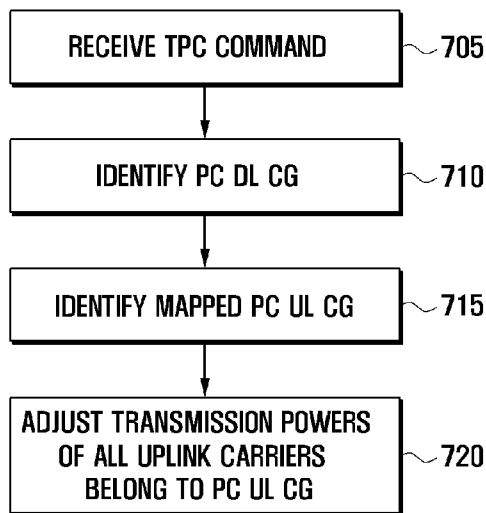 RECEIVE TPC COMMAND 705
IDENTIFY PC DL CG 710
IDENTIFY MAPPED PC UL CG 715
ADJUST TRANSMISSION POWERS
OF ALL UPLINK CARRIERS 720
BELONG TO PC UL CG